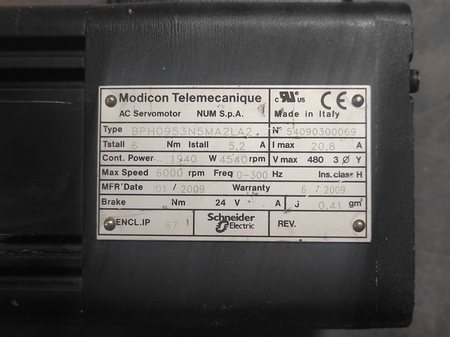 Modicon Telemecanique
c RU us CE
AC Servomotor NUM S.p.A. Made in Italy
Type BPH0953N5MA2LA2 N° 54090300069
Tstall 6 Nm Istall 5,2 A I max 20,8 A
Cont. Power 1940 W 4540 rpm V max 480 3 Ø Y
Max Speed 6000 rpm Freq 0-300 Hz Ins.class H
MFR' Date 01 / 2009 Warranty 6 / 2009
Brake Nm 24 V A J 0,41 gm²
ENCL.IP 67 Schneider Electric REV.